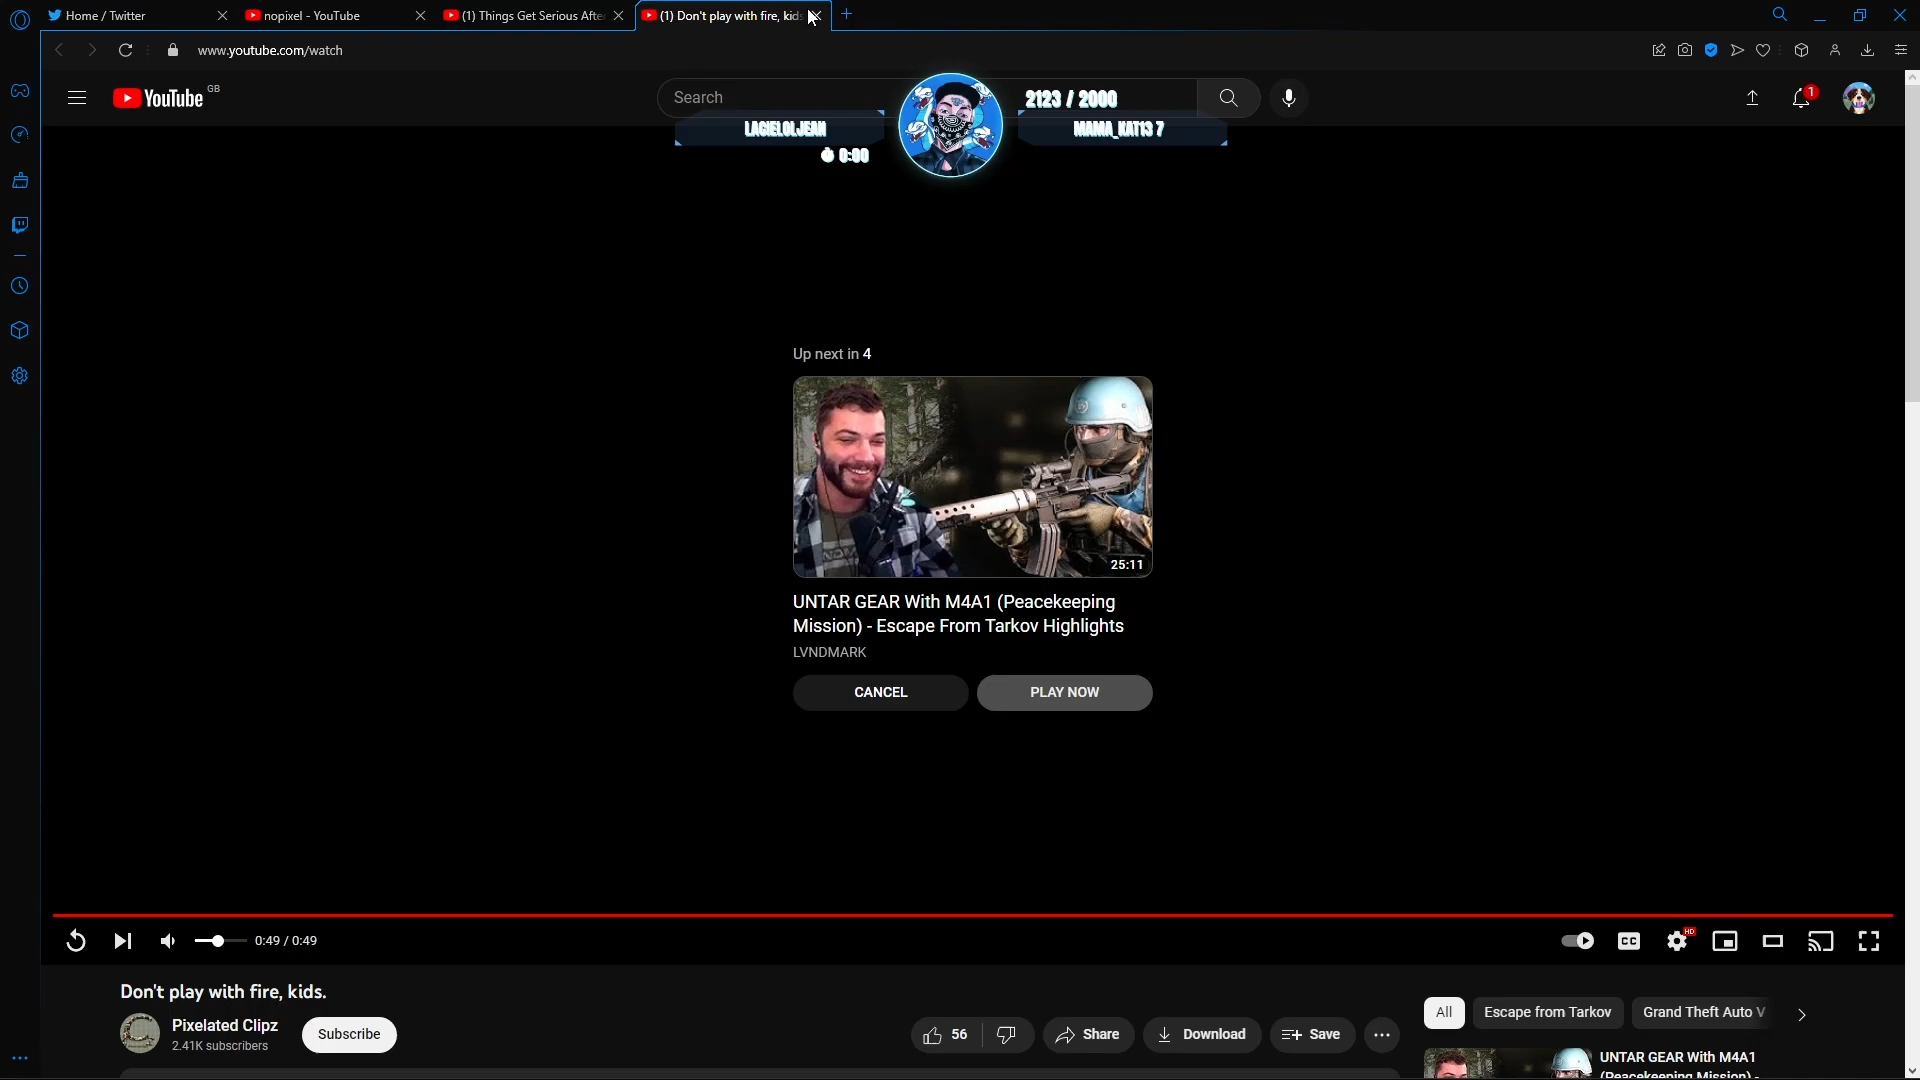 Home / Twitter
nopixel - YouTube
(1) Things Get Serious Afte
(1) Don't play with fire, kids
www.youtube.com/watch
YouTube GB
Search
2123 / 2000
1
LACIELOLJEAN
MAMA_KAT13 7
0:00
Up next in 4
25:11
UNTAR GEAR With M4A1 (Peacekeeping
Mission) - Escape From Tarkov Highlights
LVNDMARK
CANCEL
PLAY NOW
0:49 / 0:49
CC
HD
Don't play with fire, kids.
Pixelated Clipz
2.41K subscribers
Subscribe
56
Share
Download
Save
All
Escape from Tarkov
Grand Theft Auto V
UNTAR GEAR With M4A1
(Peacekeeping Mission) -